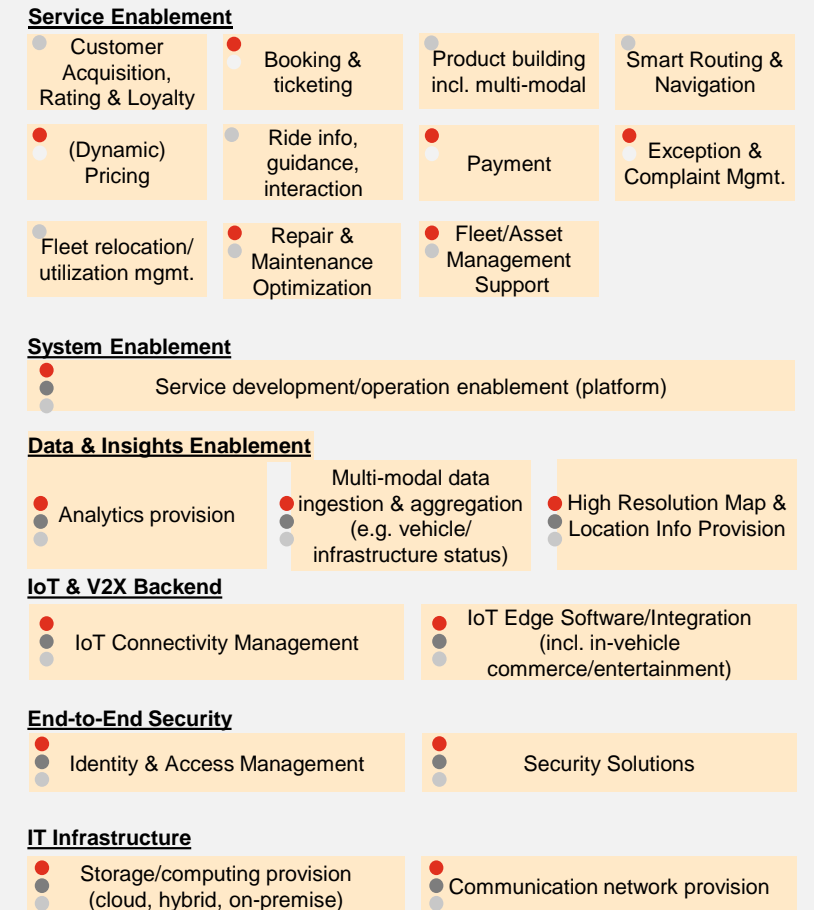 Service Enablement
Customer
Acquisition,
Rating & Loyalty
Booking &
ticketing
Product building
incl. multi-modal
Smart Routing &
Navigation
(Dynamic)
Pricing
Ride info,
guidance,
interaction
Payment
Exception &
Complaint Mgmt.
Fleet relocation/
utilization mgmt.
Repair &
Maintenance
Optimization
Fleet/Asset
Management
Support
System Enablement
Service development/operation enablement (platform)
Data & Insights Enablement
Analytics provision
Multi-modal data
ingestion & aggregation
(e.g. vehicle/
infrastructure status)
High Resolution Map &
Location Info Provision
IoT & V2X Backend
IoT Connectivity Management
IoT Edge Software/Integration
(incl. in-vehicle
commerce/entertainment)
End-to-End Security
Identity & Access Management
Security Solutions
IT Infrastructure
Storage/computing provision
(cloud, hybrid, on-premise)
Communication network provision